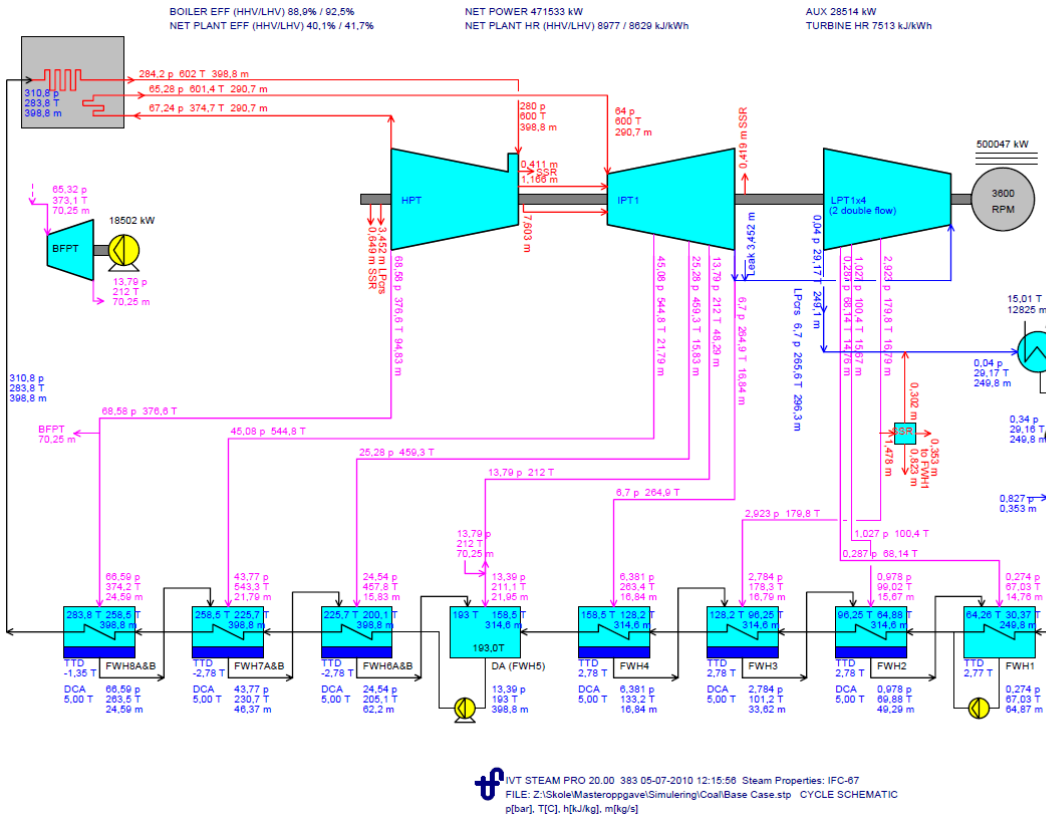 BOILER EFF (HHV/LHV) 88,9% / 92,5%
NET POWER 471533 kW
AUX 28514 kW
NET PLANT EFF (HHV/LHV) 40,1% / 41,7%
NET PLANT HR (HHV/LHV) 8977 / 8629 kJ/kWh
TURBINE HR 7513 kJ/kWh
284,2 p 602 T 398,8 m
65,28 p 601,4 T 290,7 m
67,24 p 374,7 T 290,7 m
310,8 p
283,8 T
398,8 m
280 p
600 T
398,8 m
64 p
600 T
290,7 m
0,411 m
SSR
1,166 m
7,603 m
0,419 m SSR
500047 kW
3600
RPM
HPT
IPT1
LPT1x4
(2 double flow)
65,32 p
373,1 T
70,25 m
18502 kW
BFPT
13,79 p
212 T
70,25 m
0,649 m SSR
3,452 m LPcrs
68,58 p 376,6 T 94,83 m
45,08 p 544,8 T 21,79 m
25,28 p 459,3 T 15,83 m
13,79 p 212 T 48,29 m
6,7 p 264,9 T 16,84 m
Leak 3,452 m
LPcrs 6,7 p 265,6 T 296,3 m
0,04 p 29,17 T 249,1 m
0,287 p 68,14 T 14,76 m
1,027 p 100,4 T 15,67 m
2,923 p 179,8 T 16,79 m
15,01 T
12825 m
0,04 p
29,17 T
249,8 m
0,34 p
29,16 T
249,8 m
0,827 p
0,353 m
0,302 m
SSR
1,478 m
0,823 m
0,353 m
to FWH1
310,8 p
283,8 T
398,8 m
68,58 p 376,6 T
BFPT
70,25 m
45,08 p 544,8 T
25,28 p 459,3 T
13,79 p 212 T
6,7 p 264,9 T
2,923 p 179,8 T
1,027 p 100,4 T
0,287 p 68,14 T
13,79 p
212 T
70,25 m
66,59 p
374,2 T
24,59 m
43,77 p
543,3 T
21,79 m
24,54 p
457,8 T
15,83 m
13,39 p
211,1 T
21,95 m
6,381 p
263,4 T
16,84 m
2,784 p
178,3 T
16,79 m
0,978 p
99,02 T
15,67 m
0,274 p
67,03 T
14,76 m
283,8 T 258,5 T
398,8 m
258,5 T 225,7 T
398,8 m
225,7 T 200,1 T
398,8 m
193 T 158,5 T
314,6 m
193,0T
158,5 T 128,2 T
314,6 m
128,2 T 96,25 T
314,6 m
96,25 T 64,88 T
314,6 m
64,26 T 30,37 T
249,8 m
TTD
-1,35 T
FWH8A&B
TTD
-2,78 T
FWH7A&B
TTD
-2,78 T
FWH6A&B
DA (FWH5)
TTD
2,78 T
FWH4
TTD
2,78 T
FWH3
TTD
2,78 T
FWH2
TTD
2,77 T
FWH1
DCA
5,00 T
66,59 p
263,5 T
24,59 m
DCA
5,00 T
43,77 p
230,7 T
46,37 m
DCA
5,00 T
24,54 p
205,1 T
62,2 m
13,39 p
193 T
398,8 m
DCA
5,00 T
6,381 p
133,2 T
16,84 m
DCA
5,00 T
2,784 p
101,2 T
33,62 m
DCA
5,00 T
0,978 p
69,88 T
49,29 m
0,274 p
67,03 T
64,87 m
IVT STEAM PRO 20.00 383 05-07-2010 12:15:56 Steam Properties: IFC-67
FILE: Z:\Skole\Masteroppgave\Simulering\Coal\Base Case.stp CYCLE SCHEMATIC
p[bar], T[C], h[kJ/kg], m[kg/s]